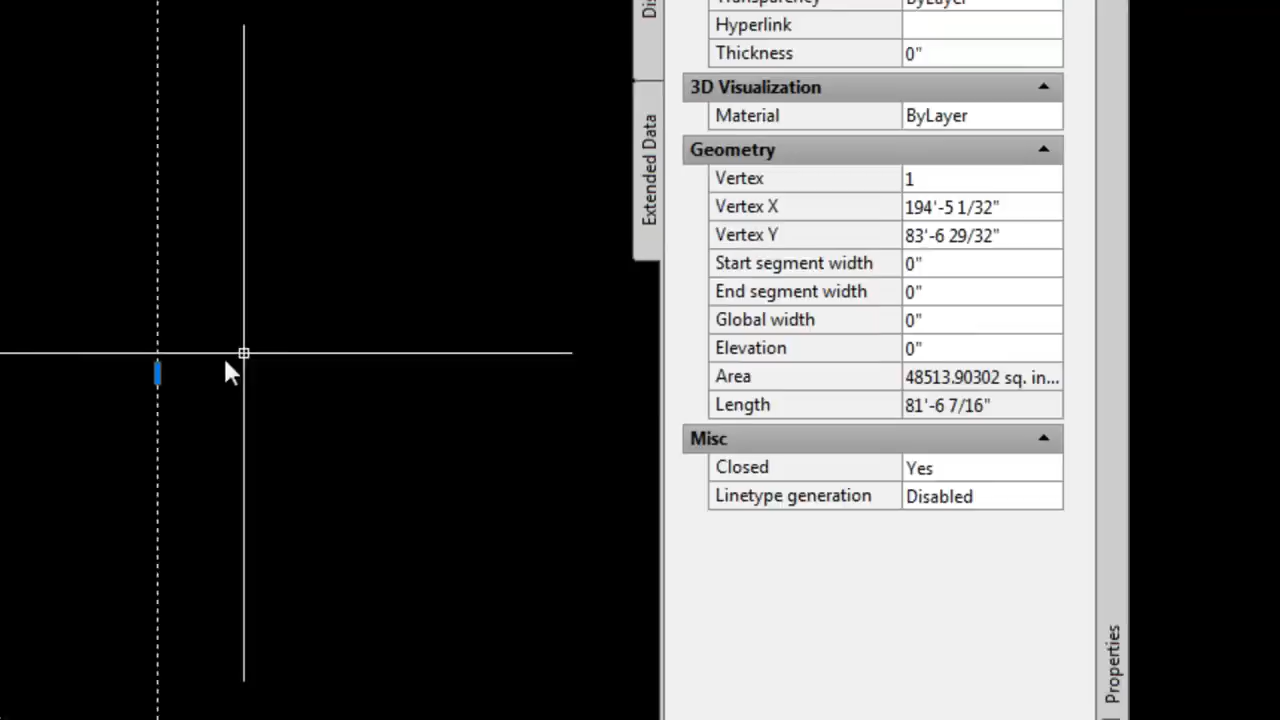 Transparency ByLayer
Hyperlink
Thickness 0"
3D Visualization
Material ByLayer
Geometry
Vertex 1
Vertex X 194'-5 1/32"
Vertex Y 83'-6 29/32"
Start segment width 0"
End segment width 0"
Global width 0"
Elevation 0"
Area 48513.90302 sq. in...
Length 81'-6 7/16"
Misc
Closed Yes
Linetype generation Disabled
Extended Data
Properties